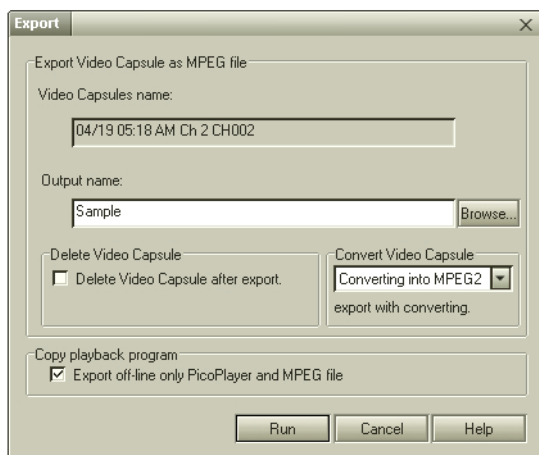 Export
Export Video Capsule as MPEG file
Video Capsules name:
04/19 05:18 AM Ch 2 CH002
Output name:
Sample
Browse...
Delete Video Capsule
Delete Video Capsule after export.
Convert Video Capsule
Converting into MPEG2
export with converting.
Copy playback program
Export off-line only PicoPlayer and MPEG file
Run
Cancel
Help